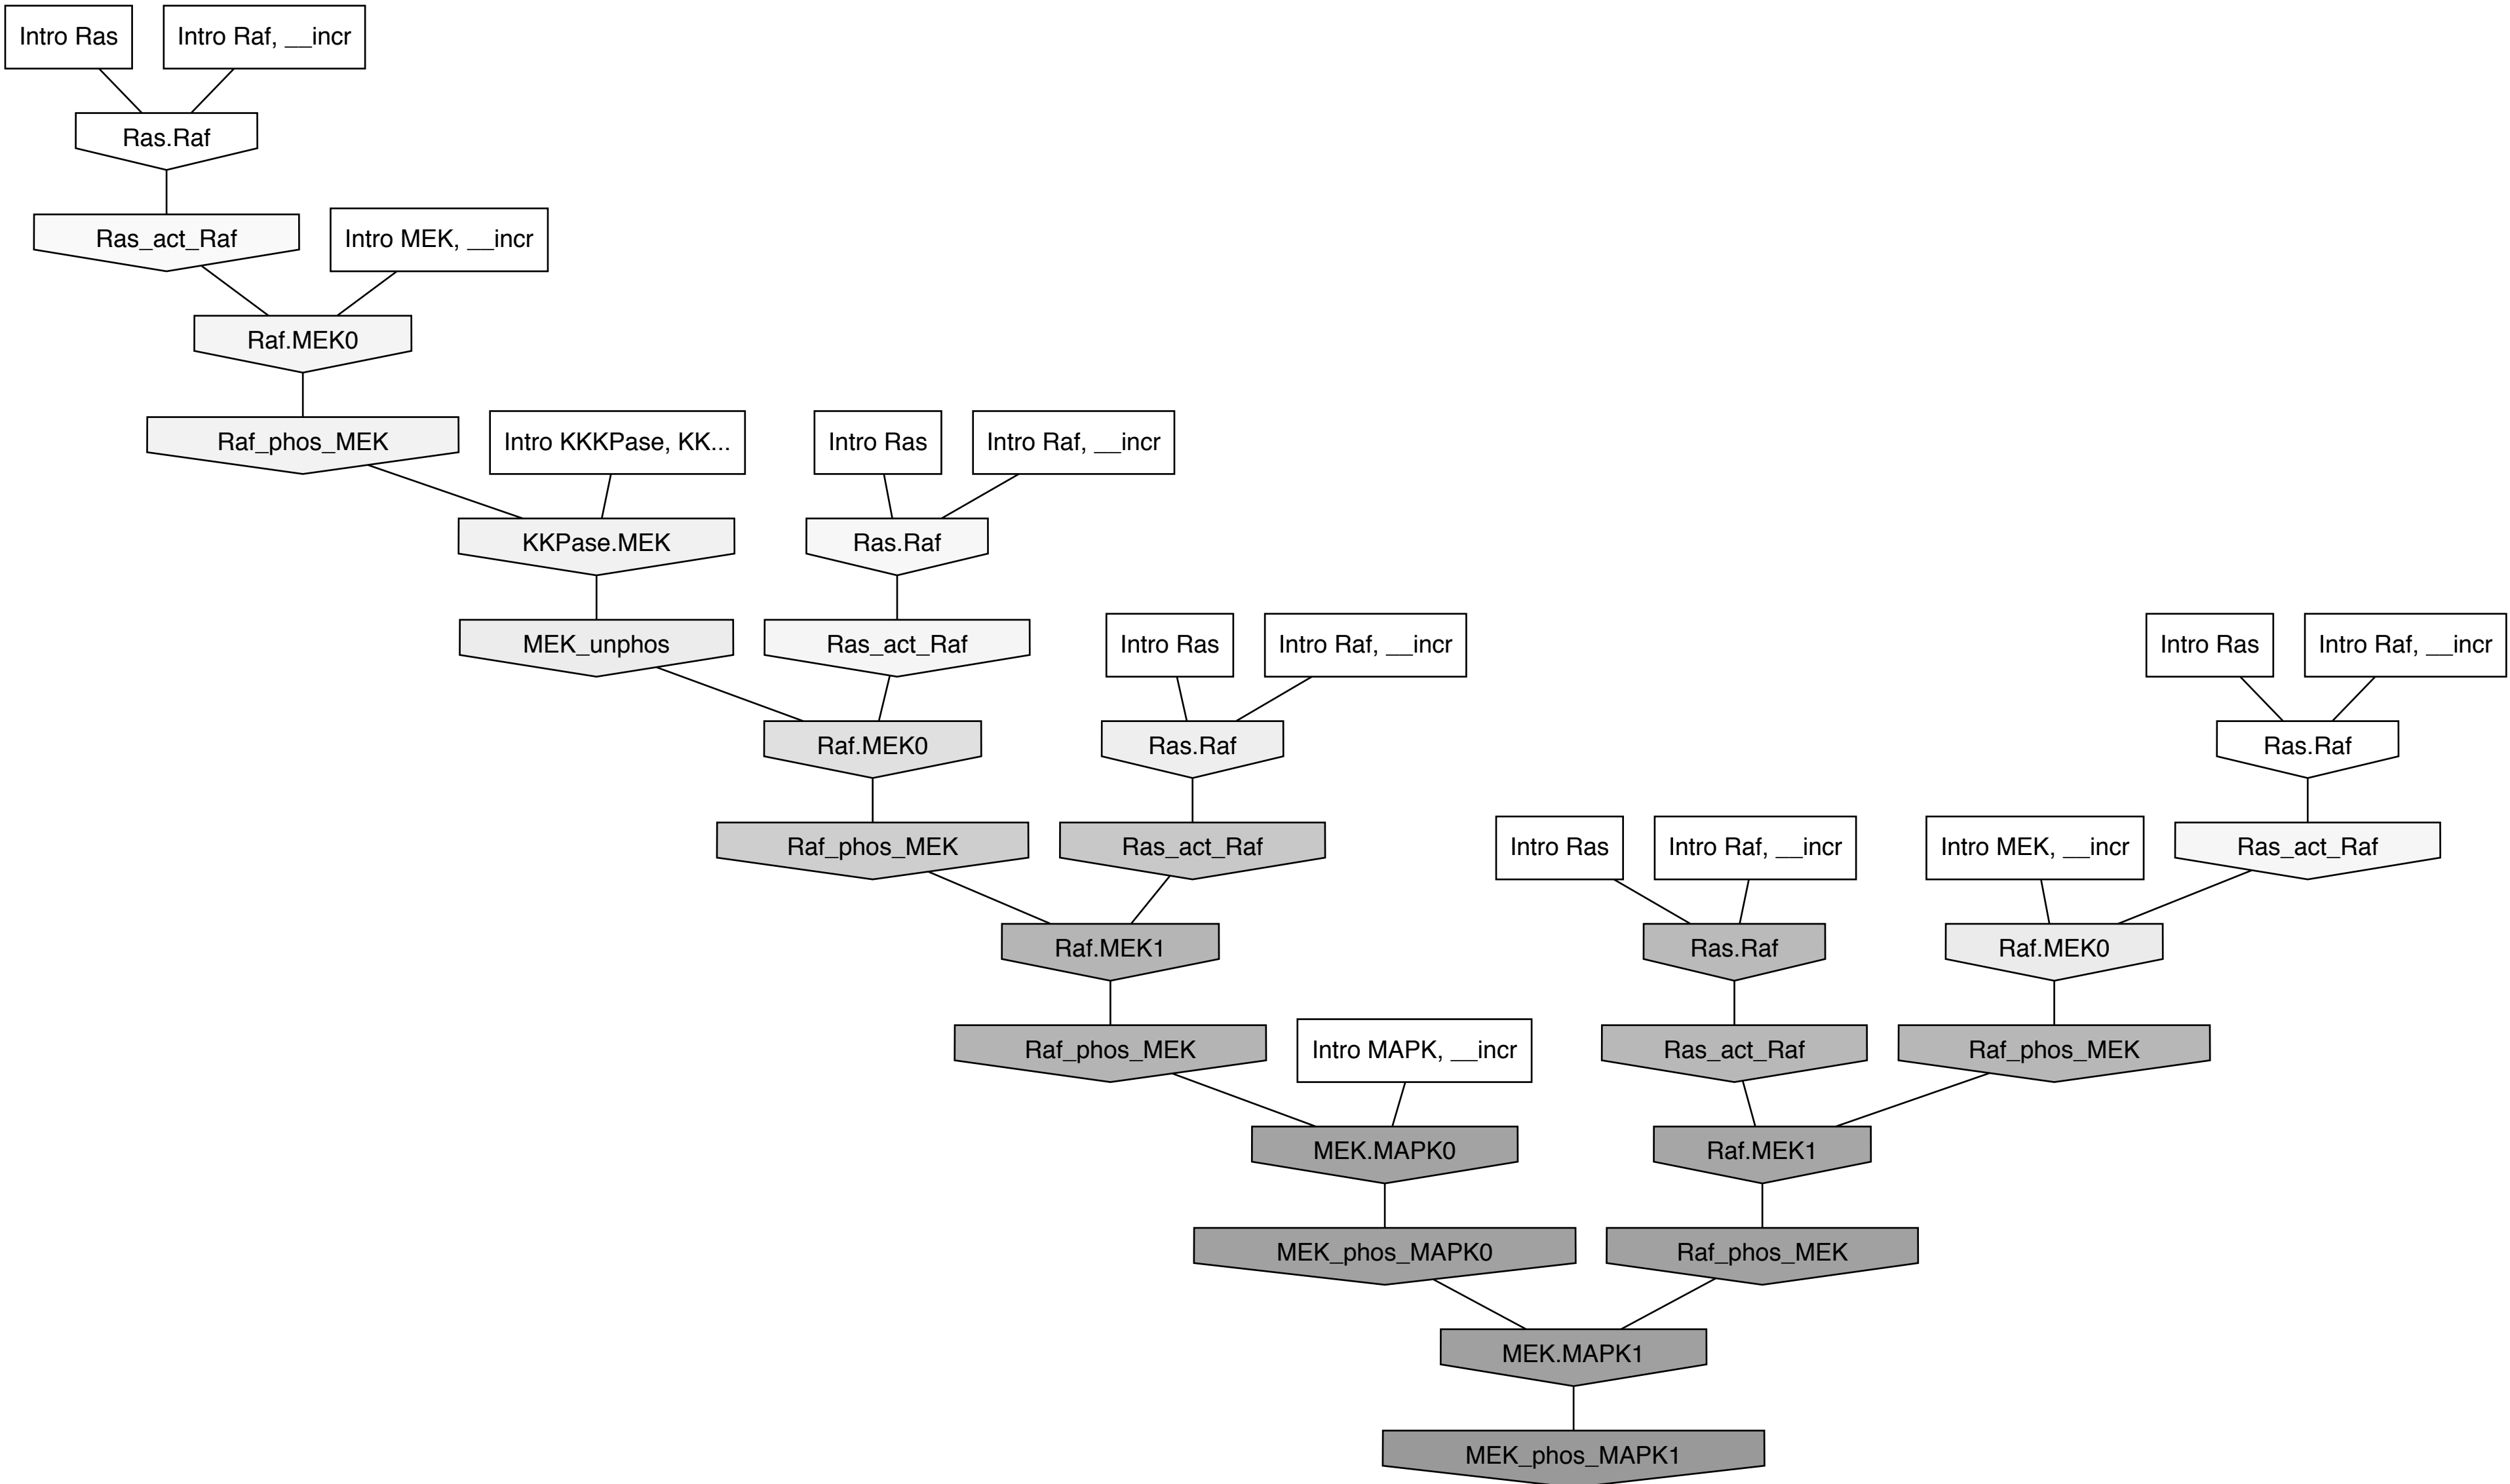 Intro Ras
Intro Raf, __incr
Ras.Raf
Ras_act_Raf
Intro MEK, __incr
Raf.MEK0
Raf_phos_MEK
Intro KKKPase, KK...
Intro Ras
Intro Raf, __incr
KKPase.MEK
Ras.Raf
MEK_unphos
Ras_act_Raf
Intro Ras
Intro Raf, __incr
Intro Ras
Intro Raf, __incr
Raf.MEK0
Ras.Raf
Ras.Raf
Raf_phos_MEK
Ras_act_Raf
Intro Ras
Intro Raf, __incr
Intro MEK, __incr
Ras_act_Raf
Raf.MEK1
Ras.Raf
Raf.MEK0
Raf_phos_MEK
Intro MAPK, __incr
Ras_act_Raf
Raf_phos_MEK
MEK.MAPK0
Raf.MEK1
MEK_phos_MAPK0
Raf_phos_MEK
MEK.MAPK1
MEK_phos_MAPK1